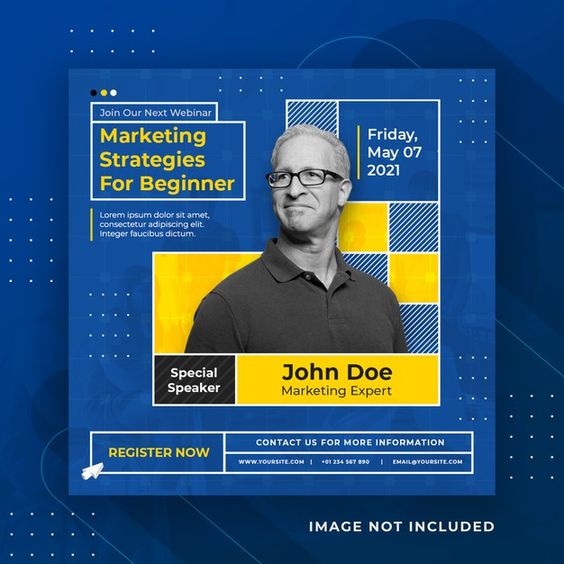 Join Our Next Webinar
Marketing
Strategies
For Beginner
Lorem ipsum dolor sit amet,
consectetur adipiscing elit.
Integer faucibus dictum.
Friday,
May 07
2021
Special
Speaker
John Doe
Marketing Expert
REGISTER NOW
CONTACT US FOR MORE INFORMATION
WWW.YOURSITE.COM | +01 234 567 890 | EMAIL@YOURSITE.COM
IMAGE NOT INCLUDED